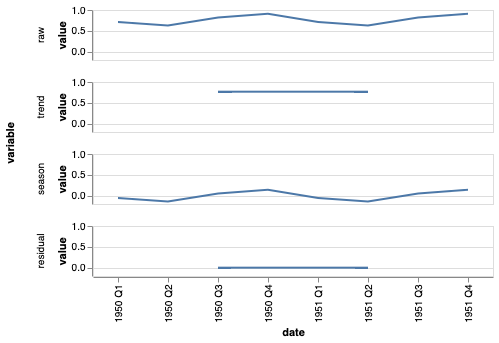 variable
raw
value
1.0
0.5
0.0
trend
value
1.0
0.5
0.0
season
value
1.0
0.5
0.0
residual
value
1.0
0.5
0.0
1950 Q1
1950 Q2
1950 Q3
1950 Q4
1951 Q1
1951 Q2
1951 Q3
1951 Q4
date